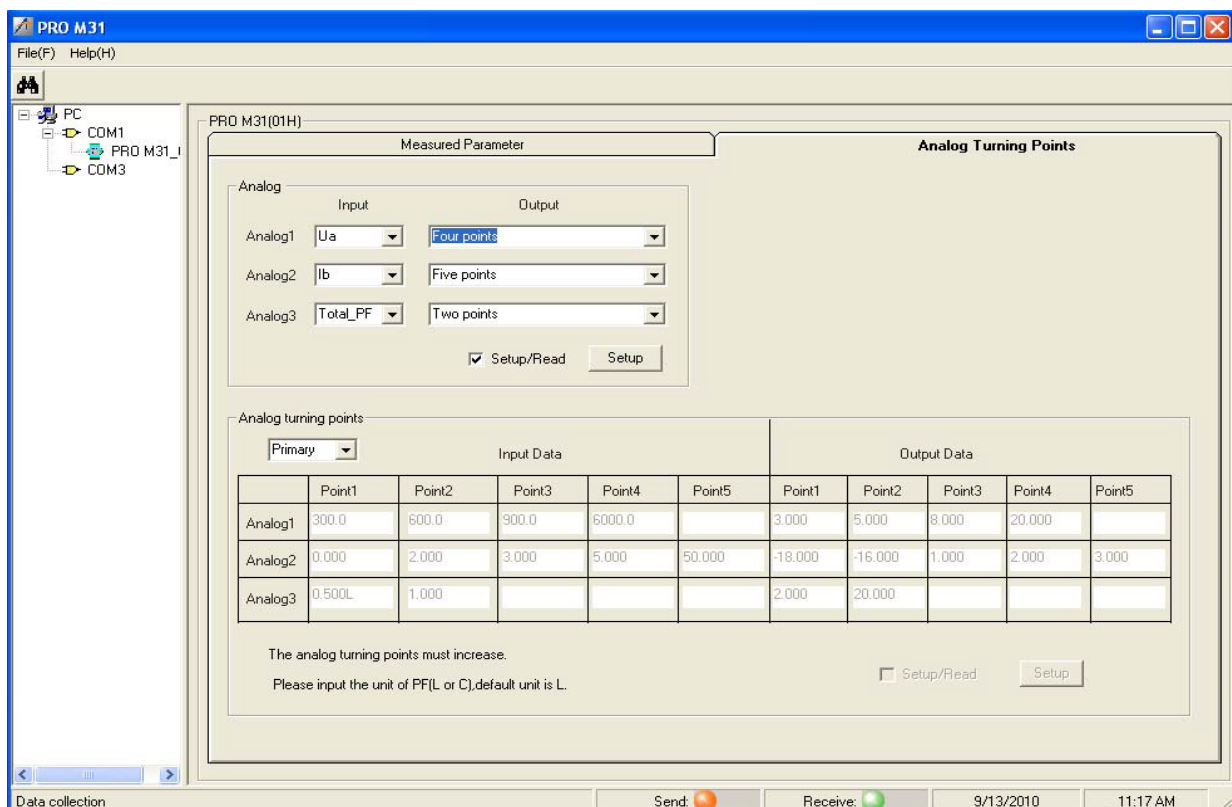 PRO M31
File(F) Help(H)
PC
COM1
PRO M31_
COM3
PRO M31(01H)
Measured Parameter
Analog Turning Points
Analog
Input Output
Analog1 Ua Four points
Analog2 Ib Five points
Analog3 Total_PF Two points
Setup/Read Setup
Analog turning points
Primary Input Data Output Data
Point1 Point2 Point3 Point4 Point5 Point1 Point2 Point3 Point4 Point5
Analog1 300.0 600.0 900.0 6000.0 3.000 5.000 8.000 20.000
Analog2 0.000 2.000 3.000 5.000 50.000 -18.000 -16.000 1.000 2.000 3.000
Analog3 0.500L 1.000 2.000 20.000
The analog turning points must increase.
Please input the unit of PF(L or C),default unit is L.
Setup/Read Setup
Data collection Send: Receive: 9/13/2010 11:17 AM